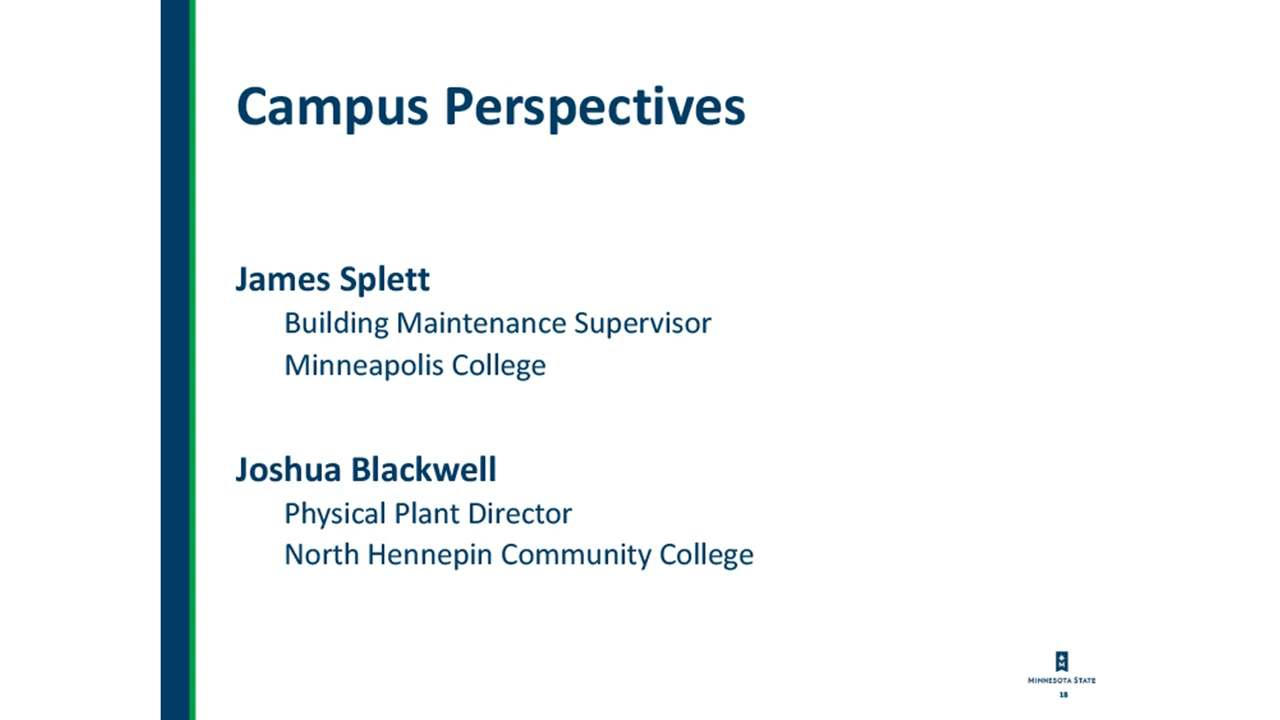 Campus Perspectives
James Splett
Building Maintenance Supervisor
Minneapolis College
Joshua Blackwell
Physical Plant Director
North Hennepin Community College
M
MINNESOTA STATE
18